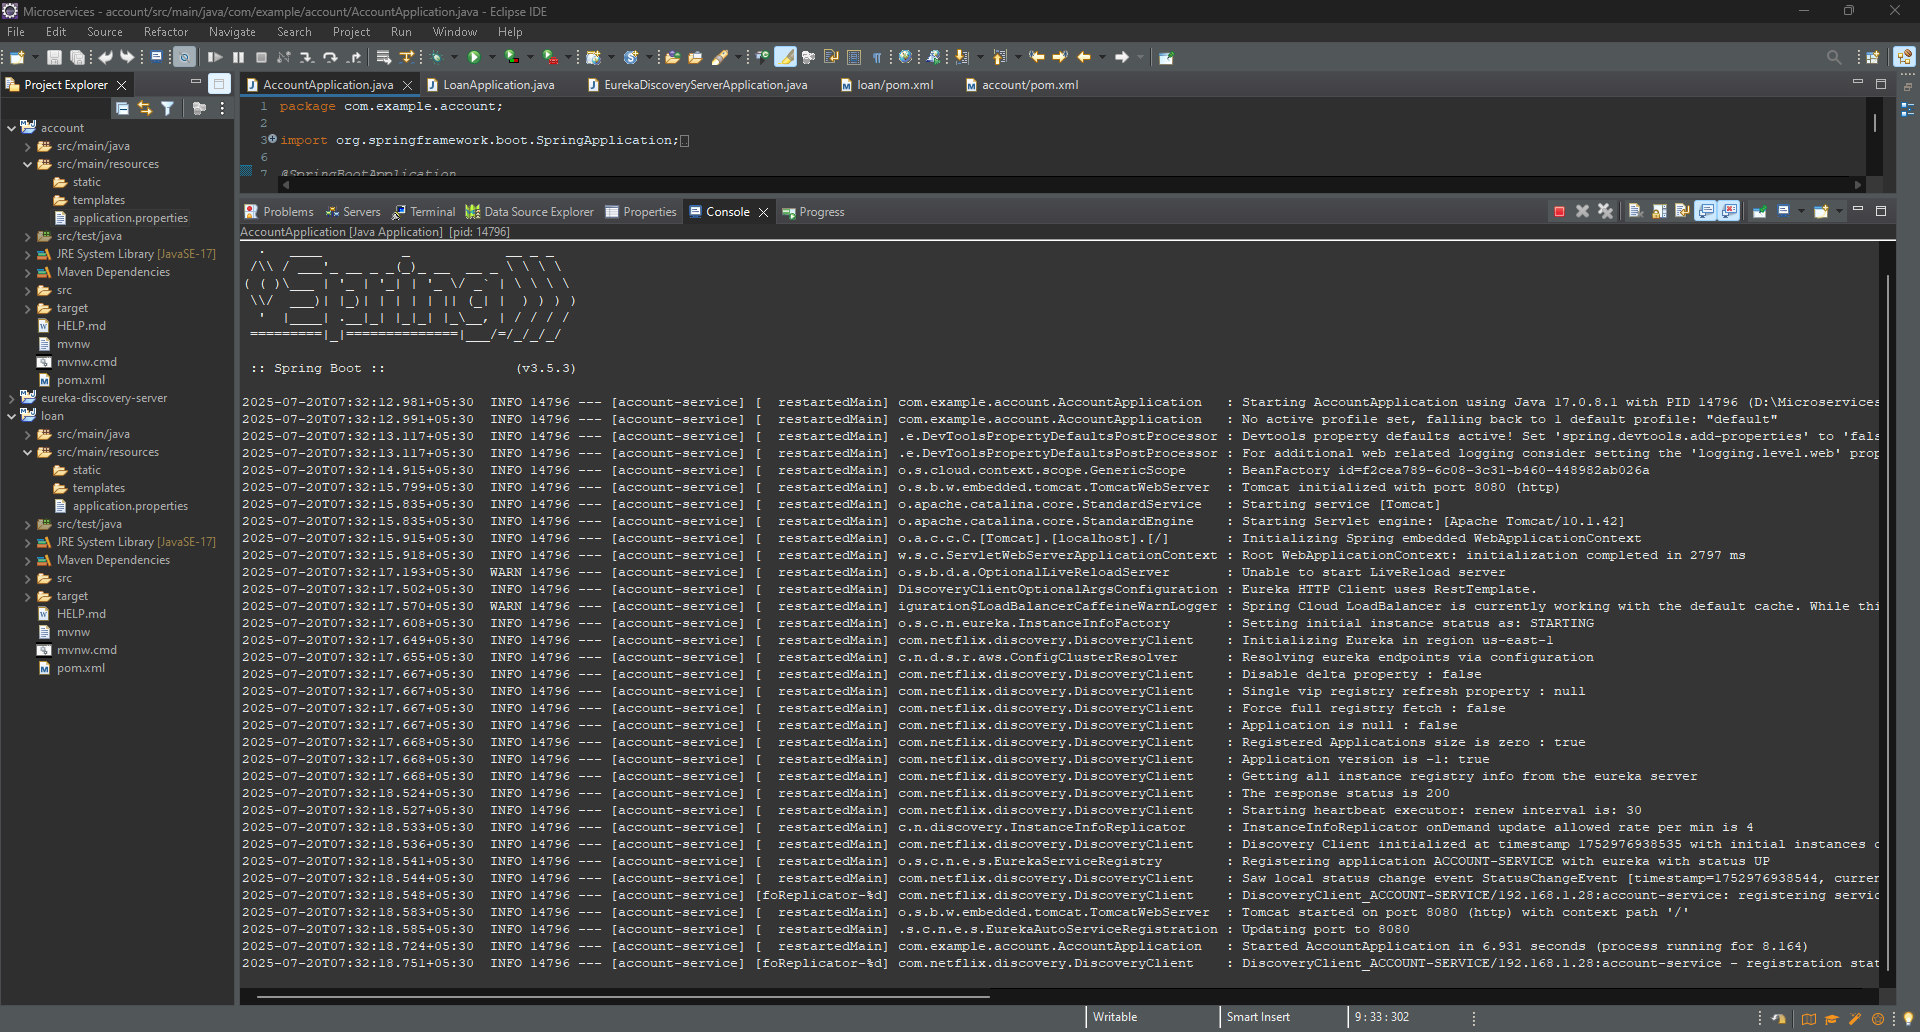 Microservices - account/src/main/java/com/example/account/AccountApplication.java - Eclipse IDE
File Edit Source Refactor Navigate Search Project Run Window Help
Project Explorer
AccountApplication.java LoanApplication.java EurekaDiscoveryServerApplication.java loan/pom.xml account/pom.xml
account
src/main/java
src/main/resources
static
templates
application.properties
src/test/java
JRE System Library [JavaSE-17]
Maven Dependencies
src
target
HELP.md
mvnw
mvnw.cmd
pom.xml
eureka-discovery-server
loan
src/main/java
src/main/resources
static
templates
application.properties
src/test/java
JRE System Library [JavaSE-17]
Maven Dependencies
src
target
HELP.md
mvnw
mvnw.cmd
pom.xml
1 package com.example.account;
2
3 import org.springframework.boot.SpringApplication;
6
7 @SpringBootApplication
Problems Servers Terminal Data Source Explorer Properties Console Progress
AccountApplication [Java Application] [pid: 14796]
Spring
:: Spring Boot :: (v3.5.3)
2025-07-20T07:32:12.981+05:30 INFO 14796 --- [account-service] [ restartedMain] com.example.account.AccountApplication : Starting AccountApplication using Java 17.0.8.1 with PID 14796 (D:\Microservices
2025-07-20T07:32:12.991+05:30 INFO 14796 --- [account-service] [ restartedMain] com.example.account.AccountApplication : No active profile set, falling back to 1 default profile: "default"
2025-07-20T07:32:13.117+05:30 INFO 14796 --- [account-service] [ restartedMain] .e.DevToolsPropertyDefaultsPostProcessor : Devtools property defaults active! Set 'spring.devtools.add-properties' to 'fals
2025-07-20T07:32:13.117+05:30 INFO 14796 --- [account-service] [ restartedMain] .e.DevToolsPropertyDefaultsPostProcessor : For additional web related logging consider setting the 'logging.level.web' prop
2025-07-20T07:32:14.915+05:30 INFO 14796 --- [account-service] [ restartedMain] o.s.cloud.context.scope.GenericScope : BeanFactory id=f2cea789-6c08-3c31-b460-448982ab026a
2025-07-20T07:32:15.799+05:30 INFO 14796 --- [account-service] [ restartedMain] o.s.b.w.embedded.tomcat.TomcatWebServer : Tomcat initialized with port 8080 (http)
2025-07-20T07:32:15.835+05:30 INFO 14796 --- [account-service] [ restartedMain] o.apache.catalina.core.StandardService : Starting service [Tomcat]
2025-07-20T07:32:15.835+05:30 INFO 14796 --- [account-service] [ restartedMain] o.apache.catalina.core.StandardEngine : Starting Servlet engine: [Apache Tomcat/10.1.42]
2025-07-20T07:32:15.915+05:30 INFO 14796 --- [account-service] [ restartedMain] o.a.c.c.C.[Tomcat].[localhost].[/] : Initializing Spring embedded WebApplicationContext
2025-07-20T07:32:15.918+05:30 INFO 14796 --- [account-service] [ restartedMain] w.s.c.ServletWebServerApplicationContext : Root WebApplicationContext: initialization completed in 2797 ms
2025-07-20T07:32:17.193+05:30 WARN 14796 --- [account-service] [ restartedMain] o.s.b.d.a.OptionalLiveReloadServer : Unable to start LiveReload server
2025-07-20T07:32:17.502+05:30 INFO 14796 --- [account-service] [ restartedMain] DiscoveryClientOptionalArgsConfiguration : Eureka HTTP Client uses RestTemplate.
2025-07-20T07:32:17.570+05:30 WARN 14796 --- [account-service] [ restartedMain] iguration$LoadBalancerCaffeineWarnLogger : Spring Cloud LoadBalancer is currently working with the default cache. While thi
2025-07-20T07:32:17.608+05:30 INFO 14796 --- [account-service] [ restartedMain] o.s.c.n.eureka.InstanceInfoFactory : Setting initial instance status as: STARTING
2025-07-20T07:32:17.649+05:30 INFO 14796 --- [account-service] [ restartedMain] com.netflix.discovery.DiscoveryClient : Initializing Eureka in region us-east-1
2025-07-20T07:32:17.655+05:30 INFO 14796 --- [account-service] [ restartedMain] c.n.d.s.r.aws.ConfigClusterResolver : Resolving eureka endpoints via configuration
2025-07-20T07:32:17.667+05:30 INFO 14796 --- [account-service] [ restartedMain] com.netflix.discovery.DiscoveryClient : Disable delta property : false
2025-07-20T07:32:17.667+05:30 INFO 14796 --- [account-service] [ restartedMain] com.netflix.discovery.DiscoveryClient : Single vip registry refresh property : null
2025-07-20T07:32:17.667+05:30 INFO 14796 --- [account-service] [ restartedMain] com.netflix.discovery.DiscoveryClient : Force full registry fetch : false
2025-07-20T07:32:17.667+05:30 INFO 14796 --- [account-service] [ restartedMain] com.netflix.discovery.DiscoveryClient : Application is null : false
2025-07-20T07:32:17.668+05:30 INFO 14796 --- [account-service] [ restartedMain] com.netflix.discovery.DiscoveryClient : Registered Applications size is zero : true
2025-07-20T07:32:17.668+05:30 INFO 14796 --- [account-service] [ restartedMain] com.netflix.discovery.DiscoveryClient : Application version is -1: true
2025-07-20T07:32:17.668+05:30 INFO 14796 --- [account-service] [ restartedMain] com.netflix.discovery.DiscoveryClient : Getting all instance registry info from the eureka server
2025-07-20T07:32:18.524+05:30 INFO 14796 --- [account-service] [ restartedMain] com.netflix.discovery.DiscoveryClient : The response status is 200
2025-07-20T07:32:18.527+05:30 INFO 14796 --- [account-service] [ restartedMain] com.netflix.discovery.DiscoveryClient : Starting heartbeat executor: renew interval is: 30
2025-07-20T07:32:18.533+05:30 INFO 14796 --- [account-service] [ restartedMain] c.n.discovery.InstanceInfoReplicator : InstanceInfoReplicator onDemand update allowed rate per min is 4
2025-07-20T07:32:18.536+05:30 INFO 14796 --- [account-service] [ restartedMain] com.netflix.discovery.DiscoveryClient : Discovery Client initialized at timestamp 1752976938535 with initial instances c
2025-07-20T07:32:18.541+05:30 INFO 14796 --- [account-service] [ restartedMain] o.s.c.n.e.s.EurekaServiceRegistry : Registering application ACCOUNT-SERVICE with eureka with status UP
2025-07-20T07:32:18.544+05:30 INFO 14796 --- [account-service] [ restartedMain] com.netflix.discovery.DiscoveryClient : Saw local status change event StatusChangeEvent [timestamp=1752976938544, curren
2025-07-20T07:32:18.548+05:30 INFO 14796 --- [account-service] [foReplicator-%d] com.netflix.discovery.DiscoveryClient : DiscoveryClient_ACCOUNT-SERVICE/192.168.1.28:account-service: registering servic
2025-07-20T07:32:18.583+05:30 INFO 14796 --- [account-service] [ restartedMain] o.s.b.w.embedded.tomcat.TomcatWebServer : Tomcat started on port 8080 (http) with context path '/'
2025-07-20T07:32:18.585+05:30 INFO 14796 --- [account-service] [ restartedMain] .s.c.n.e.s.EurekaAutoServiceRegistration : Updating port to 8080
2025-07-20T07:32:18.724+05:30 INFO 14796 --- [account-service] [ restartedMain] com.example.account.AccountApplication : Started AccountApplication in 6.931 seconds (process running for 8.164)
2025-07-20T07:32:18.751+05:30 INFO 14796 --- [account-service] [foReplicator-%d] com.netflix.discovery.DiscoveryClient : DiscoveryClient_ACCOUNT-SERVICE/192.168.1.28:account-service - registration stat
Writable Smart Insert 9 : 33 : 302